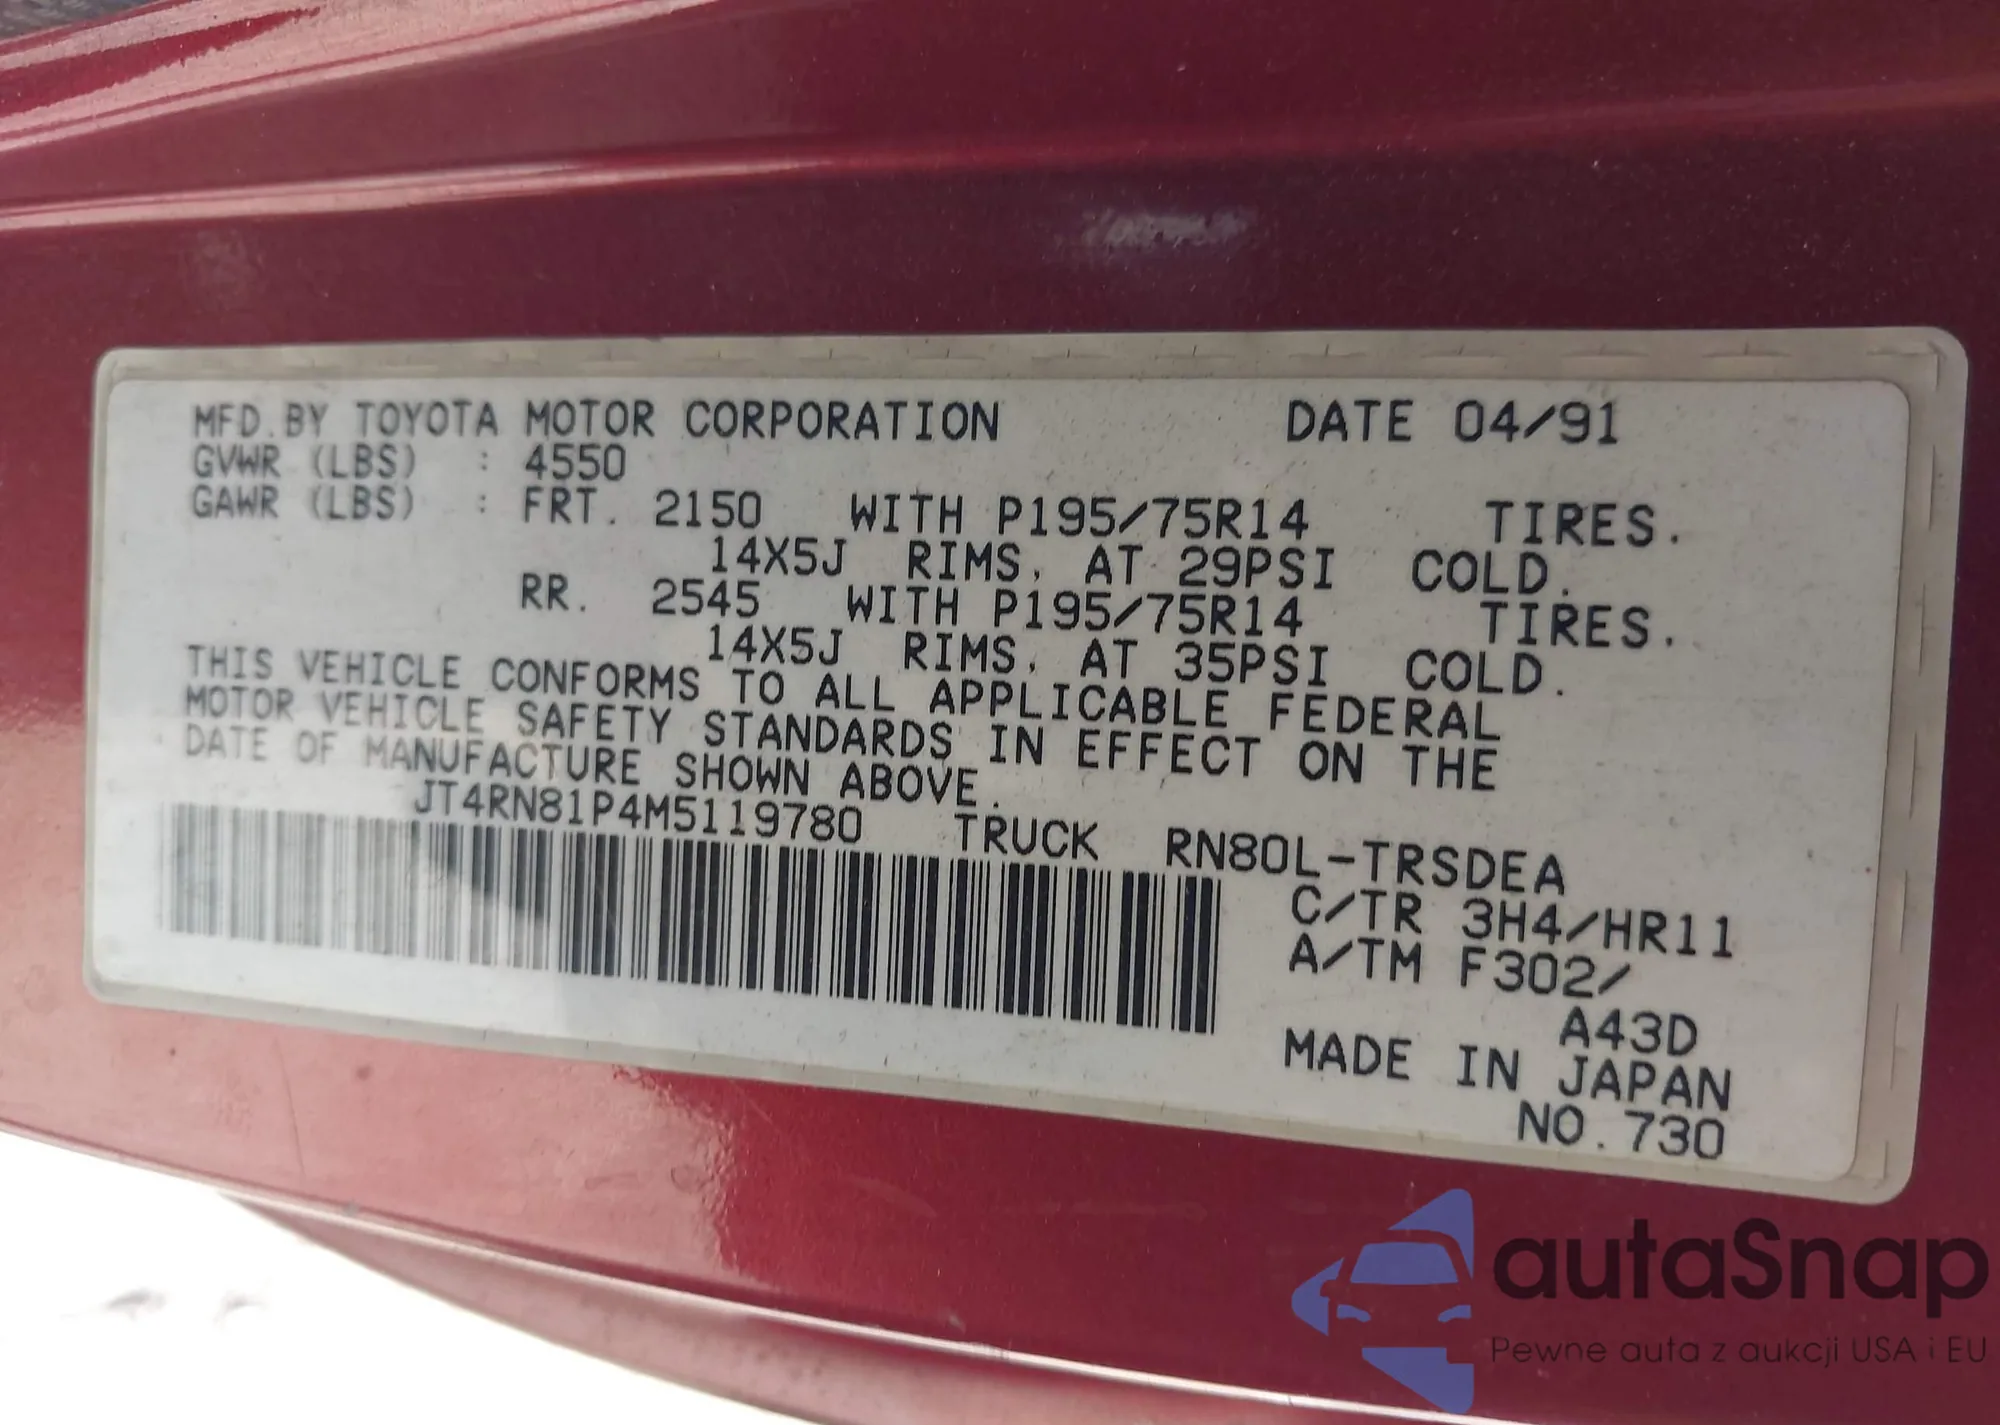 MFD.BY TOYOTA MOTOR CORPORATION DATE 04/91
GVWR (LBS) : 4550
GAWR (LBS) : FRT. 2150 WITH P195/75R14 TIRES.
14X5J RIMS, AT 29PSI COLD.
RR. 2545 WITH P195/75R14 TIRES.
14X5J RIMS, AT 35PSI COLD.
THIS VEHICLE CONFORMS TO ALL APPLICABLE FEDERAL
MOTOR VEHICLE SAFETY STANDARDS IN EFFECT ON THE
DATE OF MANUFACTURE SHOWN ABOVE.
JT4RN81P4M5119780 TRUCK RN80L-TRSDEA
C/TR 3H4/HR11
A/TM F302/
A43D
MADE IN JAPAN
NO.730
autaSnap
Pewne auta z aukcji USA i EU